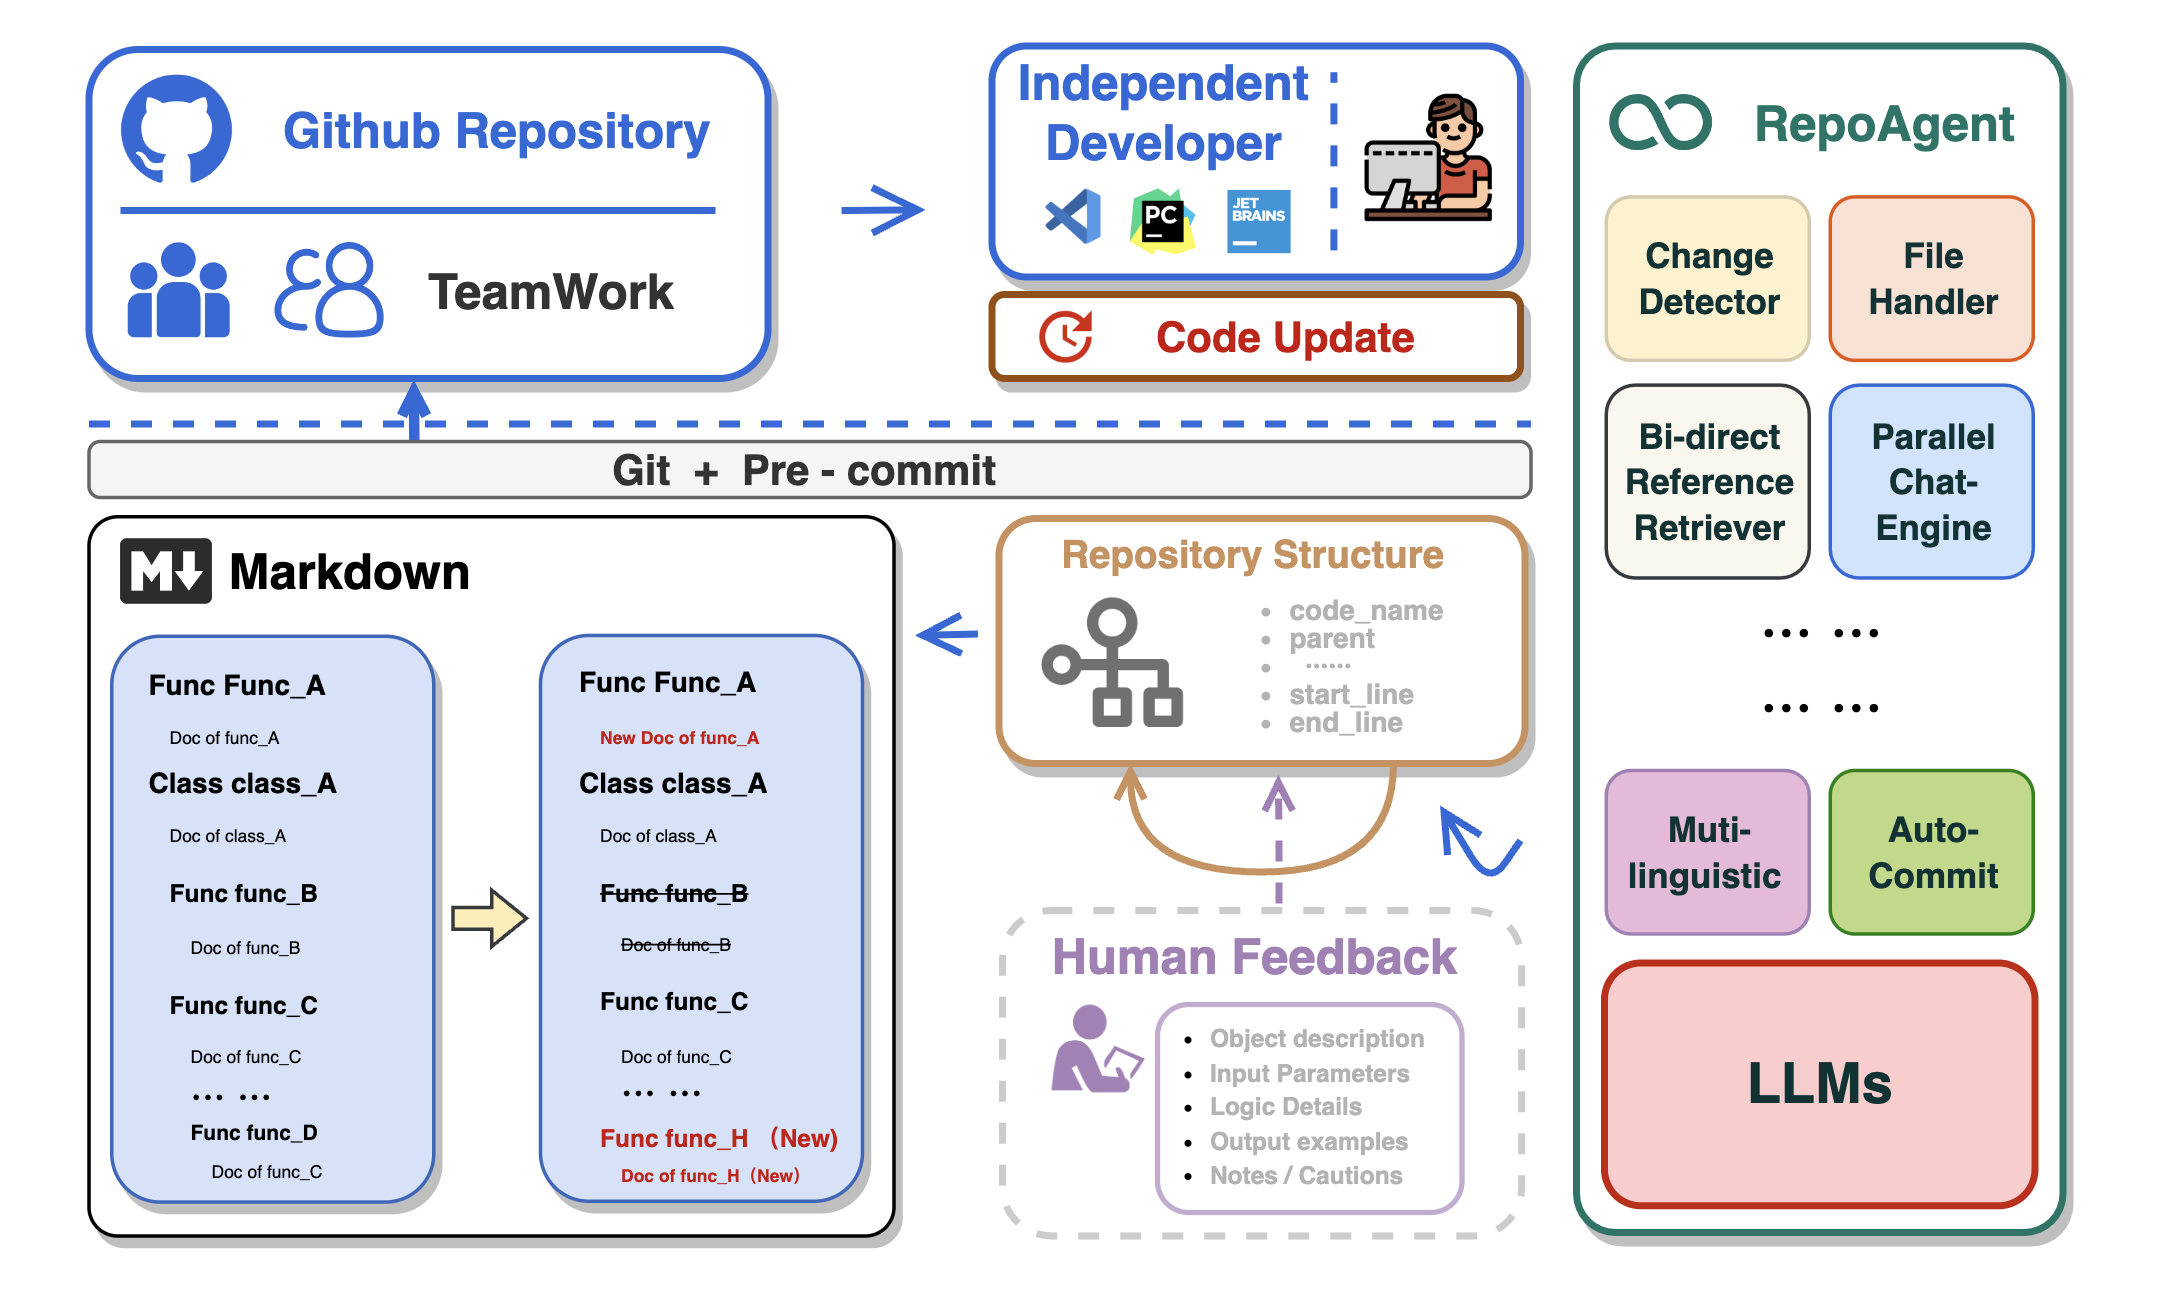 Github Repository
TeamWork
Independent
Developer
PC
JET
BRAINS
Code Update
Git + Pre - commit
Markdown
Func Func_A
Doc of func_A
Class class_A
Doc of class_A
Func func_B
Doc of func_B
Func func_C
Doc of func_C
... ...
Func func_D
Doc of func_C
Func Func_A
New Doc of func_A
Class class_A
Doc of class_A
Func func_B
Doc of func_B
Func func_C
Doc of func_C
... ...
Func func_H （New）
Doc of func_H（New）
Repository Structure
• code_name
• parent
• ······
• start_line
• end_line
Human Feedback
• Object description
• Input Parameters
• Logic Details
• Output examples
• Notes / Cautions
RepoAgent
Change
Detector
File
Handler
Bi-direct
Reference
Retriever
Parallel
Chat-
Engine
... ...
... ...
Muti-
linguistic
Auto-
Commit
LLMs